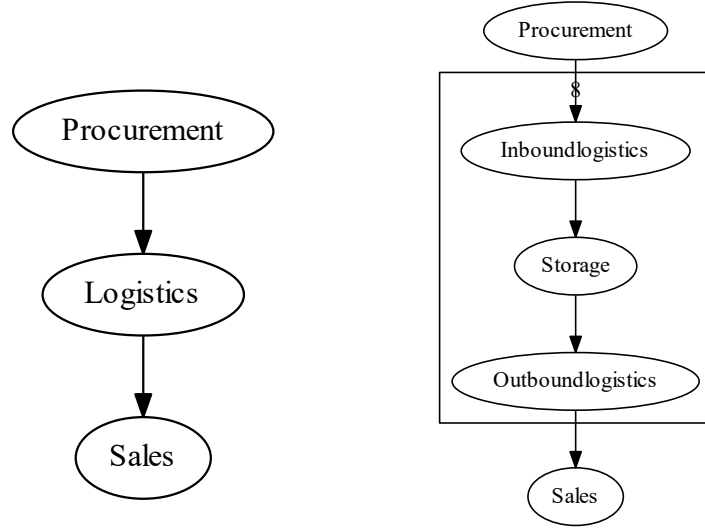 Procurement
Logistics
Sales
Procurement
8
Inboundlogistics
Storage
Outboundlogistics
Sales